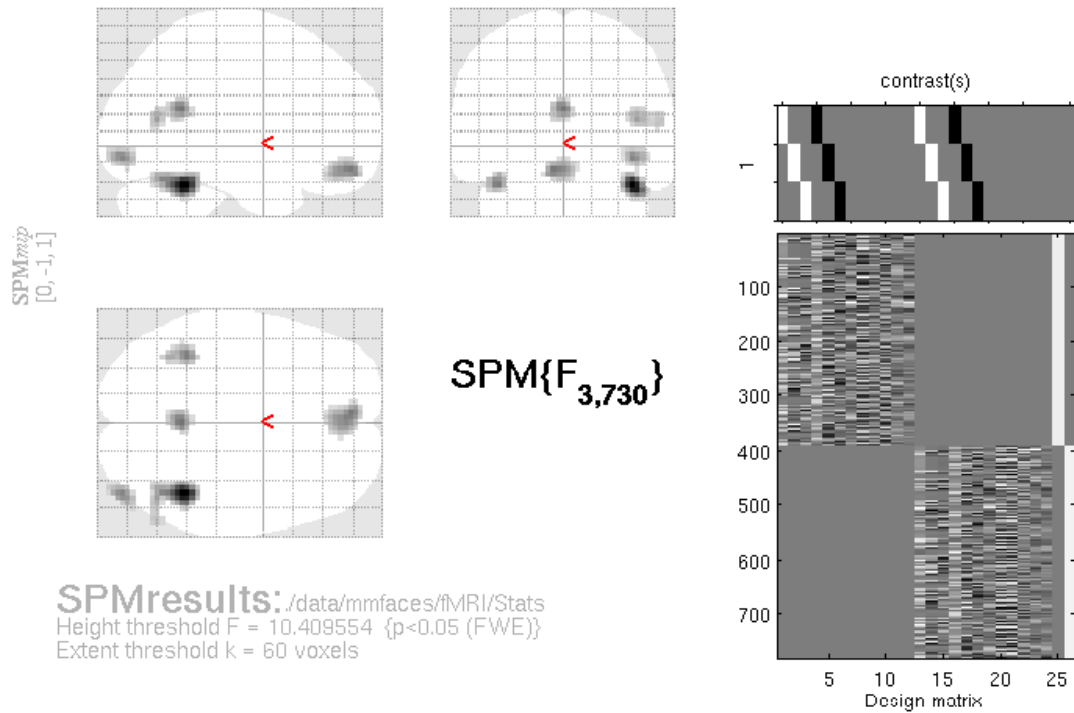 contrast(s)
1
SPMmip
[0, -1, 1]
<
<
<
SPM{F3,730}
100
200
300
400
500
600
700
5 10 15 20 25
Design matrix
SPMresults: ./data/mmfaces/fMRI/Stats
Height threshold F = 10.409554 {p<0.05 (FWE)}
Extent threshold k = 60 voxels